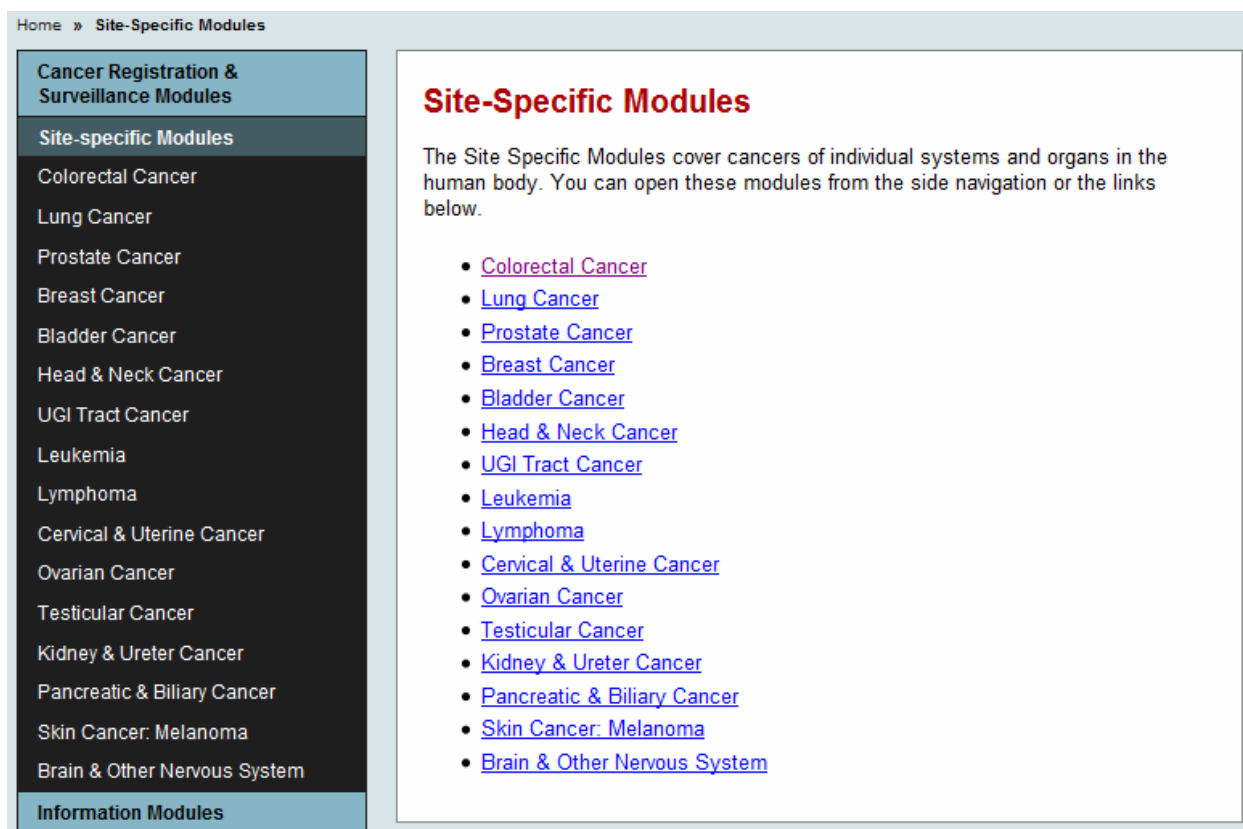 Home » Site-Specific Modules
Cancer Registration &
Surveillance Modules
Site-specific Modules
Colorectal Cancer
Lung Cancer
Prostate Cancer
Breast Cancer
Bladder Cancer
Head & Neck Cancer
UGI Tract Cancer
Leukemia
Lymphoma
Cervical & Uterine Cancer
Ovarian Cancer
Testicular Cancer
Kidney & Ureter Cancer
Pancreatic & Biliary Cancer
Skin Cancer: Melanoma
Brain & Other Nervous System
Information Modules
Site-Specific Modules
The Site Specific Modules cover cancers of individual systems and organs in the
human body. You can open these modules from the side navigation or the links
below.
• Colorectal Cancer
• Lung Cancer
• Prostate Cancer
• Breast Cancer
• Bladder Cancer
• Head & Neck Cancer
• UGI Tract Cancer
• Leukemia
• Lymphoma
• Cervical & Uterine Cancer
• Ovarian Cancer
• Testicular Cancer
• Kidney & Ureter Cancer
• Pancreatic & Biliary Cancer
• Skin Cancer: Melanoma
• Brain & Other Nervous System